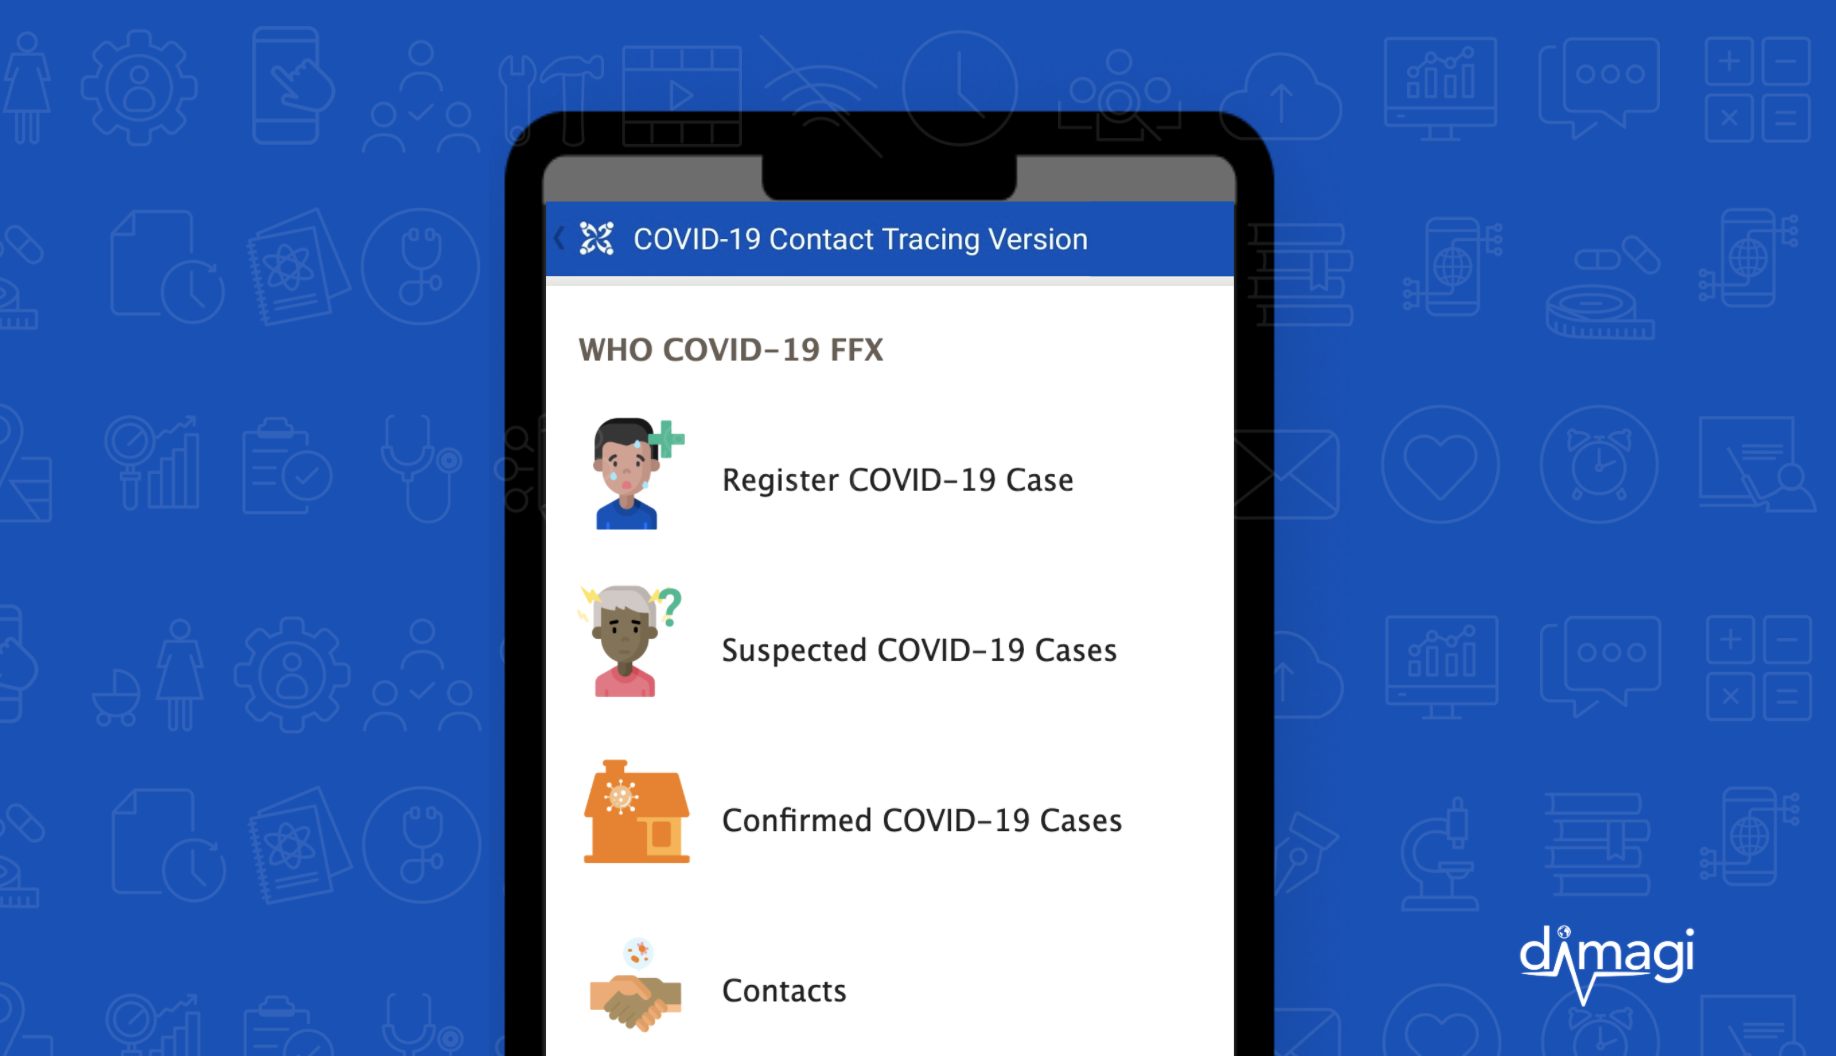 COVID-19 Contact Tracing Version
WHO COVID-19 FFX
Register COVID-19 Case
Suspected COVID-19 Cases
Confirmed COVID-19 Cases
Contacts
dimagi